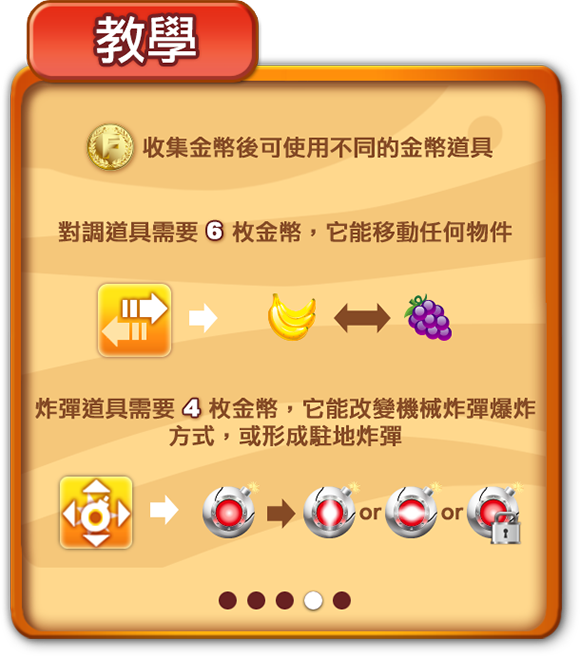 教學
收集金幣後可使用不同的金幣道具
對調道具需要 6 枚金幣，它能移動任何物件
炸彈道具需要 4 枚金幣，它能改變機械炸彈爆炸
方式，或形成駐地炸彈
or or